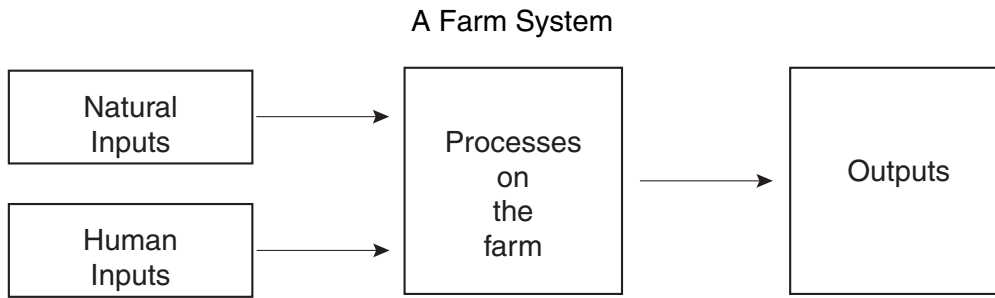 A Farm System
Natural
Inputs
Human
Inputs
Processes
on
the
farm
Outputs